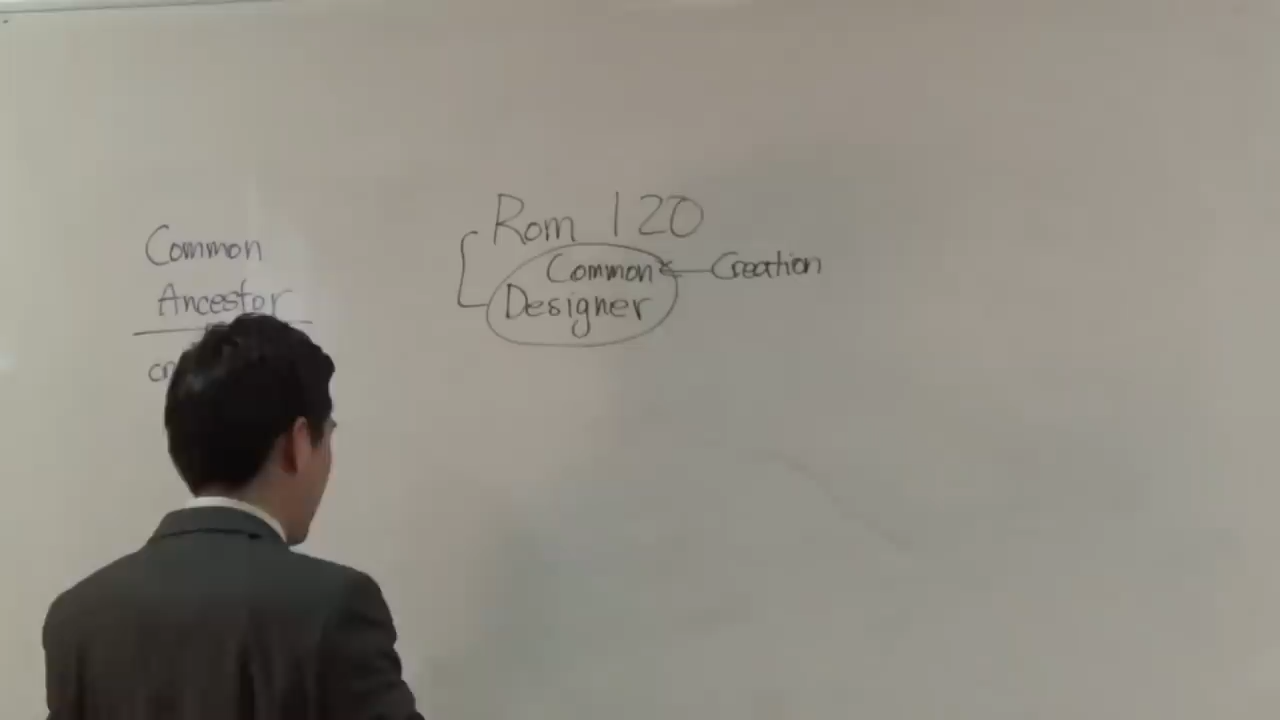 Common
Ancestor
Rom 120
Common
Designer
Creation